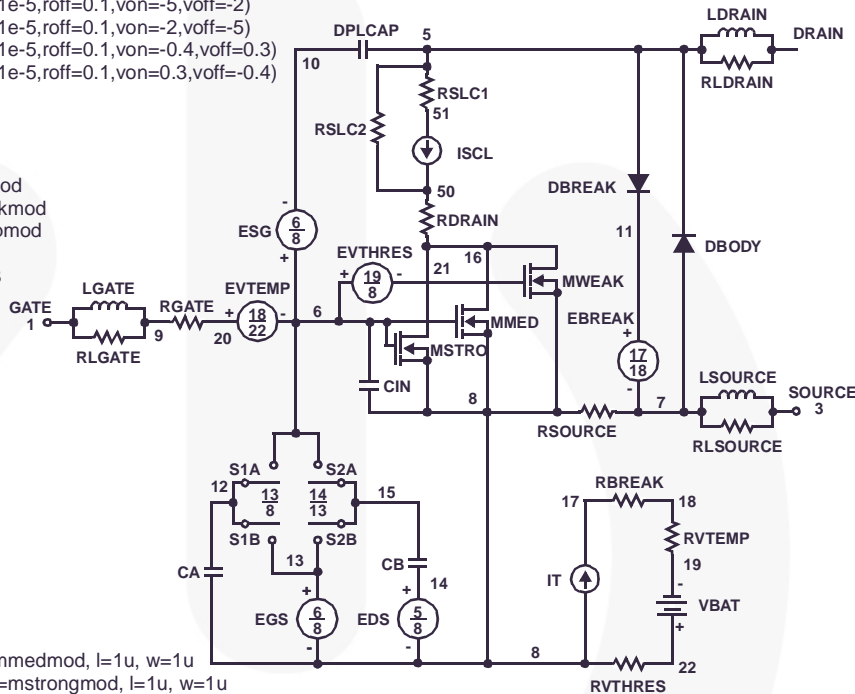 1e-5,roff=0.1,von=-5,voff=-2)
1e-5,roff=0.1,von=-2,voff=-5)
1e-5,roff=0.1,von=-0.4,voff=0.3)
1e-5,roff=0.1,von=0.3,voff=-0.4)
LDRAIN
DPLCAP
5
DRAIN
10
RLDRAIN
RSLC1
51
RSLC2
ISCL
50
DBREAK
-
RDRAIN
ESG
6
8
11
DBODY
+
EVTHRES
16
21
+
19
8
-
MWEAK
LGATE
EVTEMP
GATE
1
RGATE
+
18
22
-
6
EBREAK
+
MMED
9
20
MSTRO
17
18
-
RLGATE
LSOURCE
CIN
8
7
SOURCE
3
RSOURCE
RLSOURCE
S1A
S2A
12
13
8
14
13
15
RBREAK
17
18
S1B
S2B
RVTEMP
13
CB
19
CA
IT
-
+
+
14
VBAT
EGS
6
8
EDS
5
8
+
-
-
8
22
RVTHRES
mmedmod, l=1u, w=1u
=mstrongmod, l=1u, w=1u